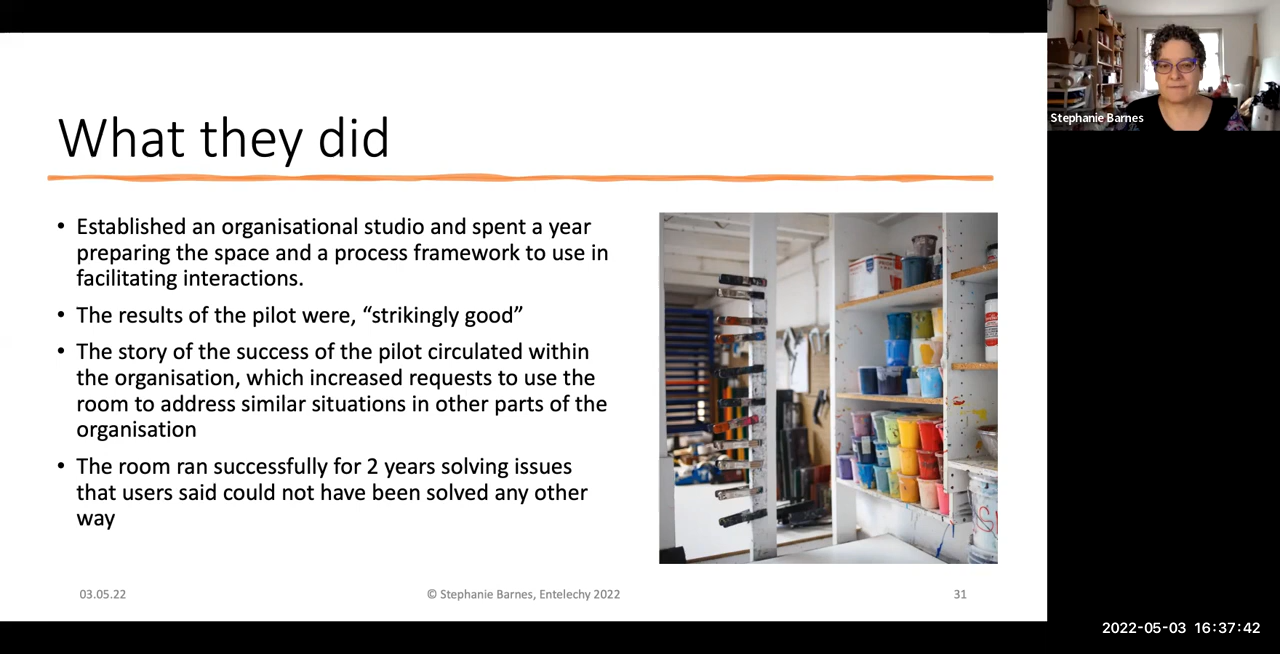 What they did
• Established an organisational studio and spent a year
preparing the space and a process framework to use in
facilitating interactions.
• The results of the pilot were, “strikingly good”
• The story of the success of the pilot circulated within
the organisation, which increased requests to use the
room to address similar situations in other parts of the
organisation
• The room ran successfully for 2 years solving issues
that users said could not have been solved any other
way
03.05.22
© Stephanie Barnes, Entelechy 2022
31
Stephanie Barnes
2022-05-03 16:37:42